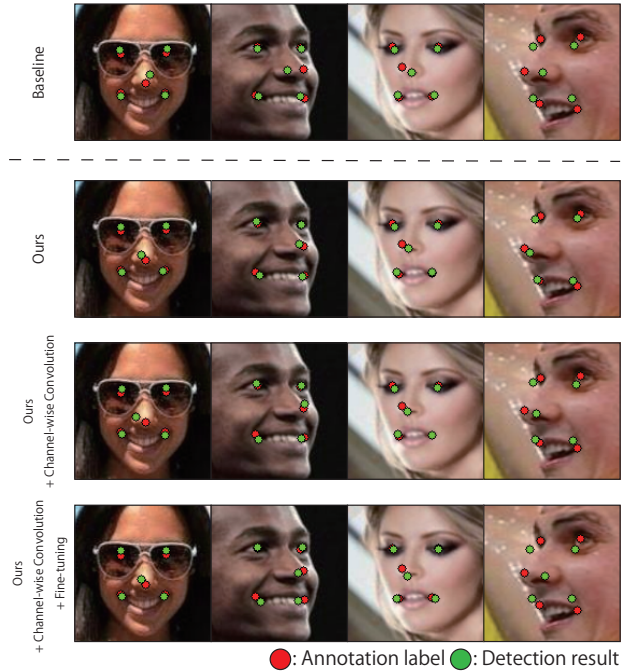 Baseline
Ours
Ours
+ Channel-wise Convolution
Ours
+ Channel-wise Convolution
+ Fine-tuning
: Annotation label : Detection result